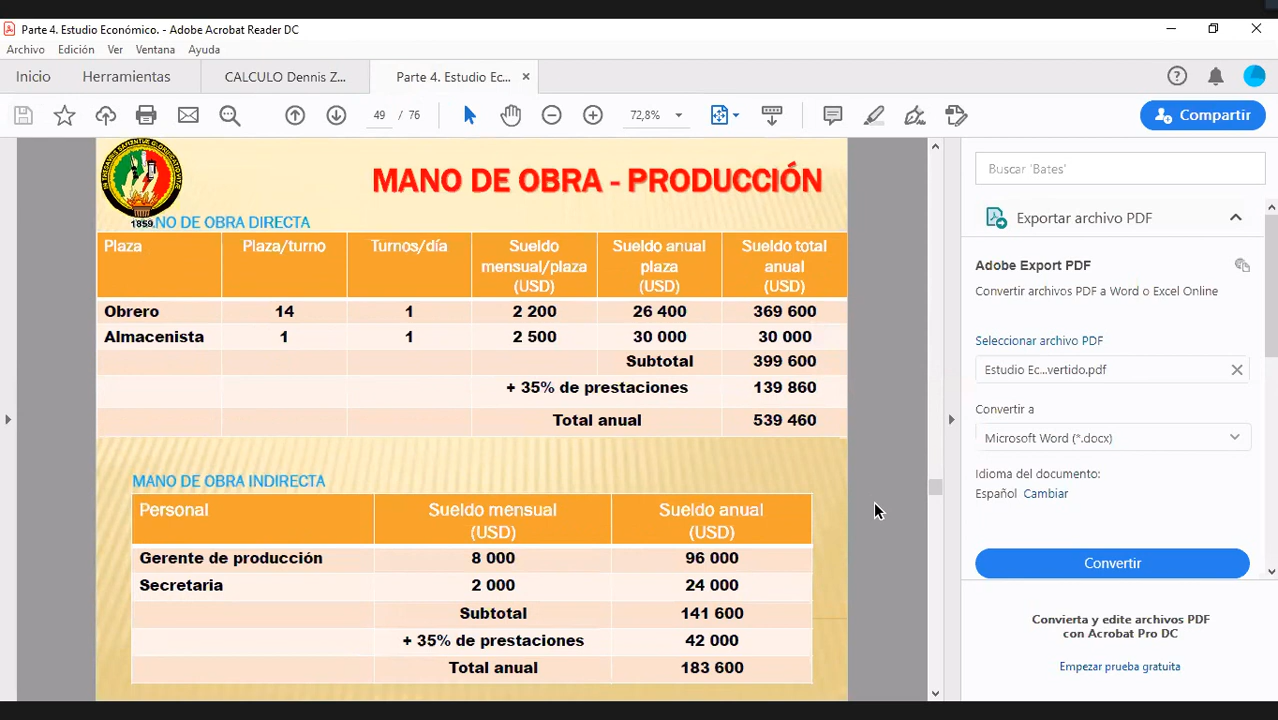 Parte 4. Estudio Económico. - Adobe Acrobat Reader DC
Archivo Edición Ver Ventana Ayuda
Inicio Herramientas CALCULO Dennis Z... Parte 4. Estudio Ec...
49 / 76 72,8% Compartir
MANO DE OBRA - PRODUCCIÓN
1859
ANO DE OBRA DIRECTA
Plaza Plaza/turno Turnos/día Sueldo mensual/plaza (USD) Sueldo anual plaza (USD) Sueldo total anual (USD)
Obrero 14 1 2 200 26 400 369 600
Almacenista 1 1 2 500 30 000 30 000
Subtotal 399 600
+ 35% de prestaciones 139 860
Total anual 539 460
MANO DE OBRA INDIRECTA
Personal Sueldo mensual (USD) Sueldo anual (USD)
Gerente de producción 8 000 96 000
Secretaria 2 000 24 000
Subtotal 141 600
+ 35% de prestaciones 42 000
Total anual 183 600
Buscar 'Bates'
Exportar archivo PDF
Adobe Export PDF
Convertir archivos PDF a Word o Excel Online
Seleccionar archivo PDF
Estudio Ec...vertido.pdf
Convertir a
Microsoft Word (*.docx)
Idioma del documento:
Español Cambiar
Convertir
Convierta y edite archivos PDF
con Acrobat Pro DC
Empezar prueba gratuita